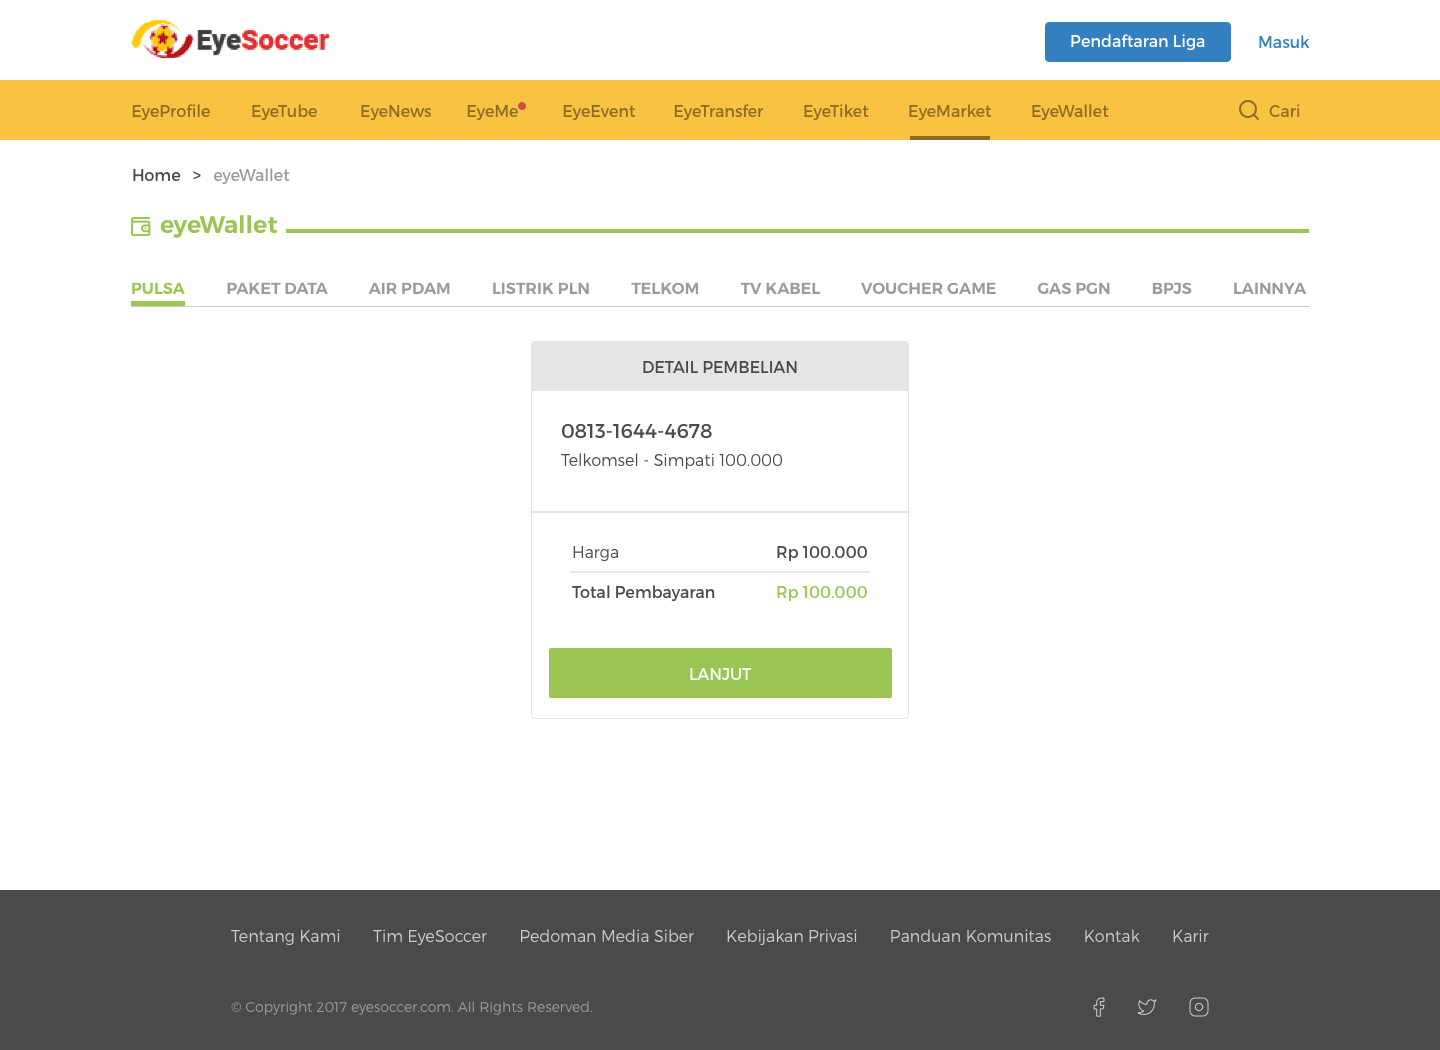 EyeSoccer
Pendaftaran Liga
Masuk
EyeProfile EyeTube EyeNews EyeMe EyeEvent EyeTransfer EyeTiket EyeMarket EyeWallet Cari
Home > eyeWallet
eyeWallet
PULSA PAKET DATA AIR PDAM LISTRIK PLN TELKOM TV KABEL VOUCHER GAME GAS PGN BPJS LAINNYA
DETAIL PEMBELIAN
0813-1644-4678
Telkomsel - Simpati 100.000
Harga Rp 100.000
Total Pembayaran Rp 100.000
LANJUT
Tentang Kami Tim EyeSoccer Pedoman Media Siber Kebijakan Privasi Panduan Komunitas Kontak Karir
© Copyright 2017 eyesoccer.com. All Rights Reserved.